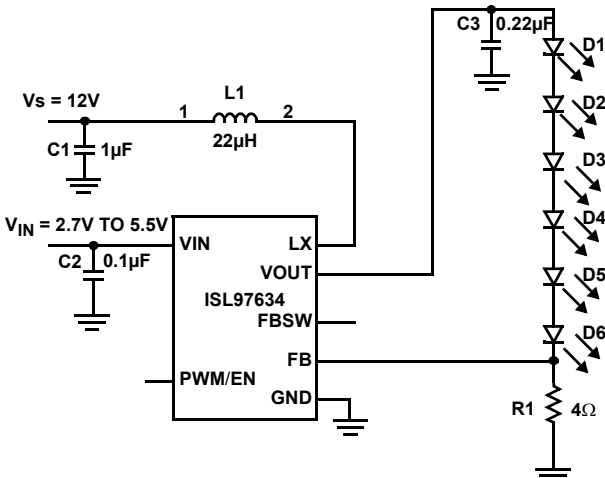 C3 0.22µF
D1
L1
Vs = 12V
1 2
D2
C1 1µF
22µH
D3
V_IN = 2.7V TO 5.5V
D4
VIN LX
C2 0.1µF
VOUT
D5
ISL97634
FBSW
D6
FB
PWM/EN
GND
R1 4Ω